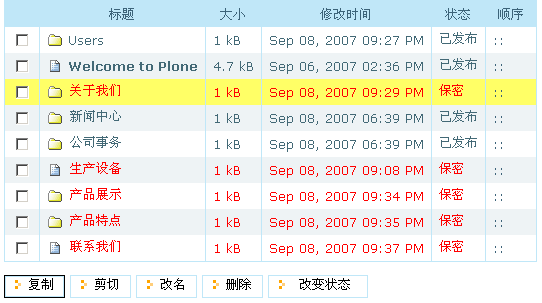 标题 大小 修改时间 状态 顺序
Users 1 kB Sep 08, 2007 09:27 PM 已发布 ::
Welcome to Plone 4.7 kB Sep 06, 2007 02:36 PM 已发布 ::
关于我们 1 kB Sep 08, 2007 09:29 PM 保密 ::
新闻中心 1 kB Sep 08, 2007 06:39 PM 已发布 ::
公司事务 1 kB Sep 08, 2007 06:39 PM 已发布 ::
生产设备 1 kB Sep 08, 2007 09:08 PM 保密 ::
产品展示 1 kB Sep 08, 2007 09:34 PM 保密 ::
产品特点 1 kB Sep 08, 2007 09:35 PM 保密 ::
联系我们 1 kB Sep 08, 2007 09:37 PM 保密 ::
复制 剪切 改名 删除 改变状态